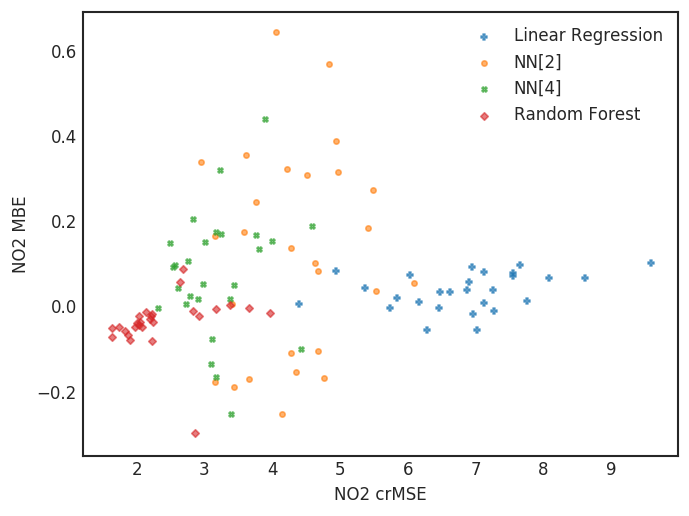 Linear Regression
NN[2]
NN[4]
Random Forest
NO2 MBE
0.6
0.4
0.2
0.0
−0.2
2 3 4 5 6 7 8 9
NO2 crMSE